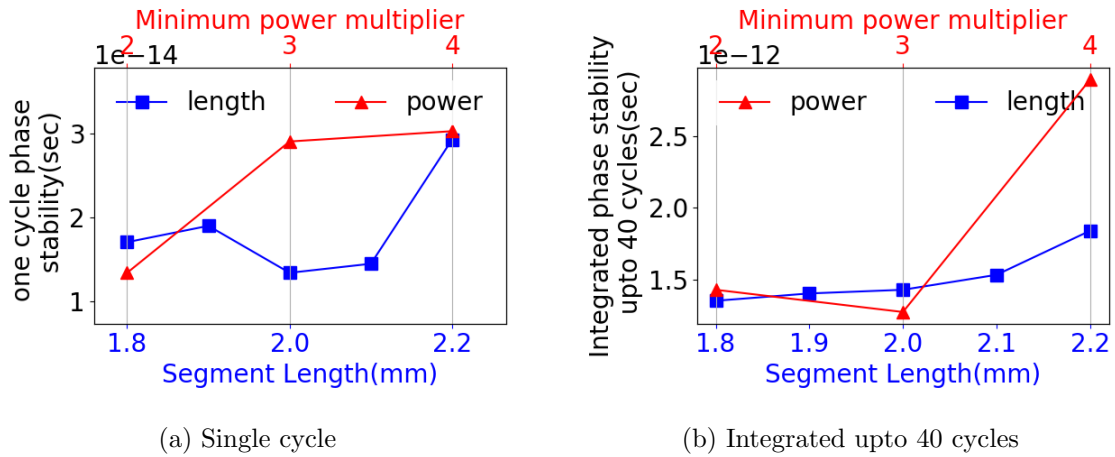 Minimum power multiplier
2 3 4
1e−14
length power
one cycle phase
stability(sec)
3
2
1
1.8 2.0 2.2
Segment Length(mm)
(a) Single cycle
Minimum power multiplier
2 3 4
1e−12
power length
Integrated phase stability
upto 40 cycles(sec)
2.5
2.0
1.5
1.8 1.9 2.0 2.1 2.2
Segment Length(mm)
(b) Integrated upto 40 cycles